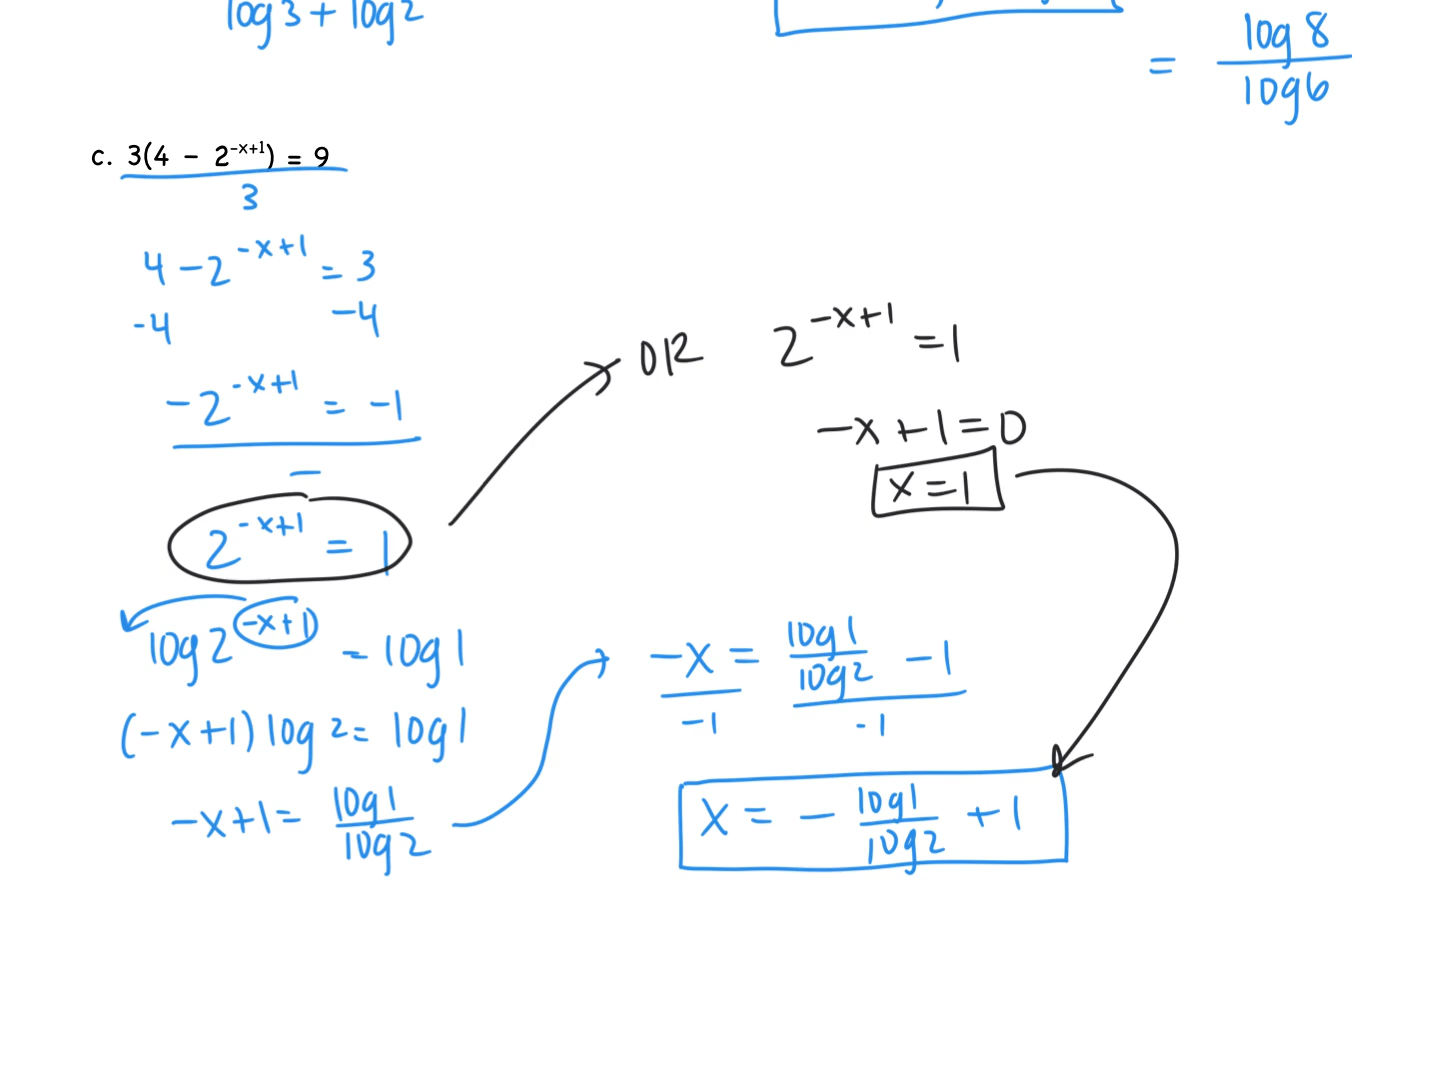 log 3 + log 2
= log 8 / log 6
c. 3(4 - 2^{-x+1}) = 9
3
4 - 2^{-x+1} = 3
-4 -4
-2^{-x+1} = -1
-
2^{-x+1} = 1
log 2^{-x+1} = log 1
(-x+1) log 2 = log 1
-x+1 = log 1 / log 2
OR 2^{-x+1} = 1
-x+1 = 0
x = 1
-x = log 1 / log 2 - 1
-1 -1
x = - log 1 / log 2 + 1